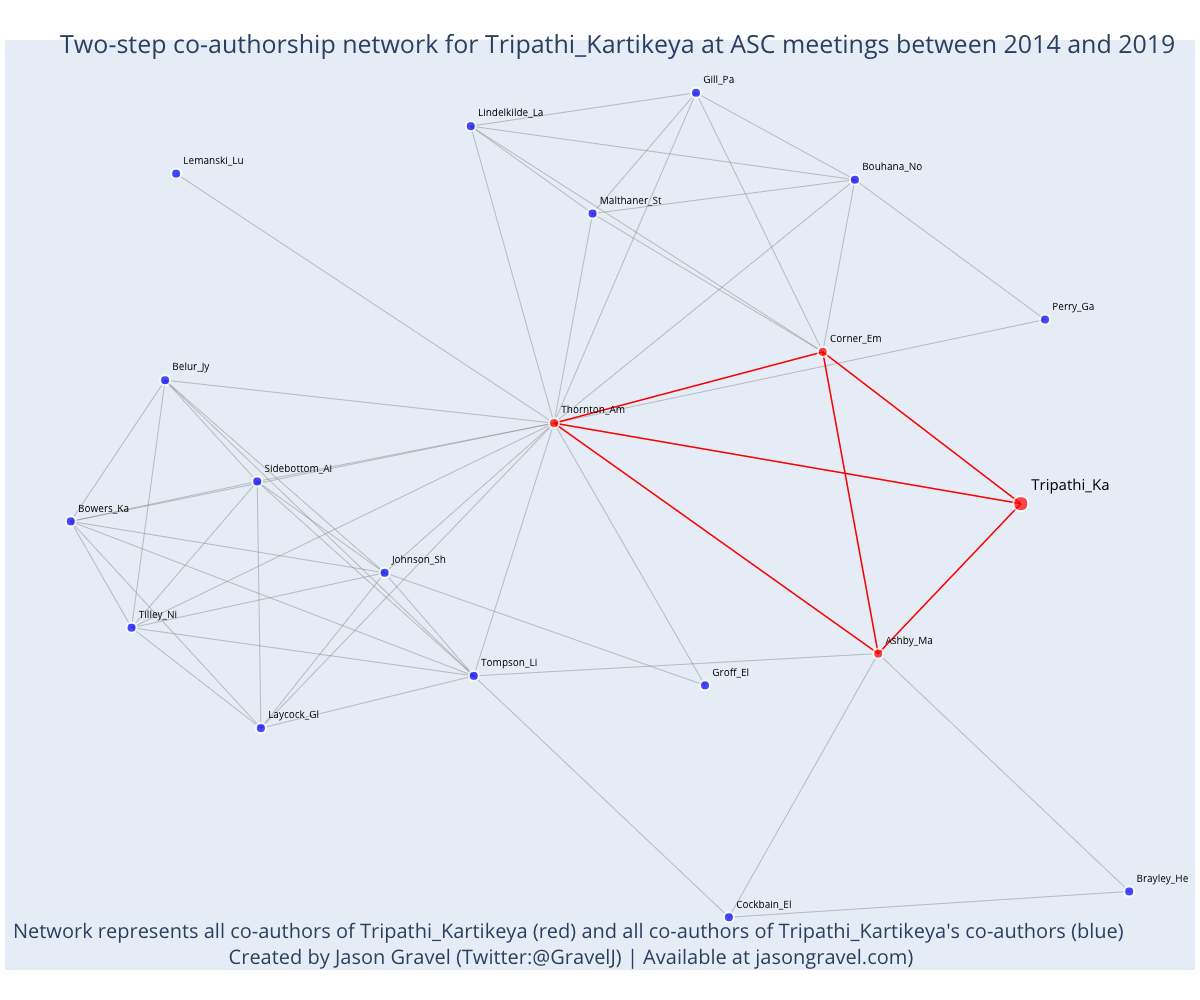 Two-step co-authorship network for Tripathi_Kartikeya at ASC meetings between 2014 and 2019
Gill_Pa
Lindelkilde_La
Lemanski_Lu
Bouhana_No
Malthaner_St
Perry_Ga
Corner_Em
Belur_Jy
Thornton_Am
Sidebottom_Ai
Tripathi_Ka
Bowers_Ka
Johnson_Sh
Tilley_Ni
Ashby_Ma
Tompson_Li
Groff_El
Laycock_Gl
Brayley_He
Cockbain_El
Network represents all co-authors of Tripathi_Kartikeya (red) and all co-authors of Tripathi_Kartikeya's co-authors (blue)
Created by Jason Gravel (Twitter:@GravelJ) | Available at jasongravel.com)